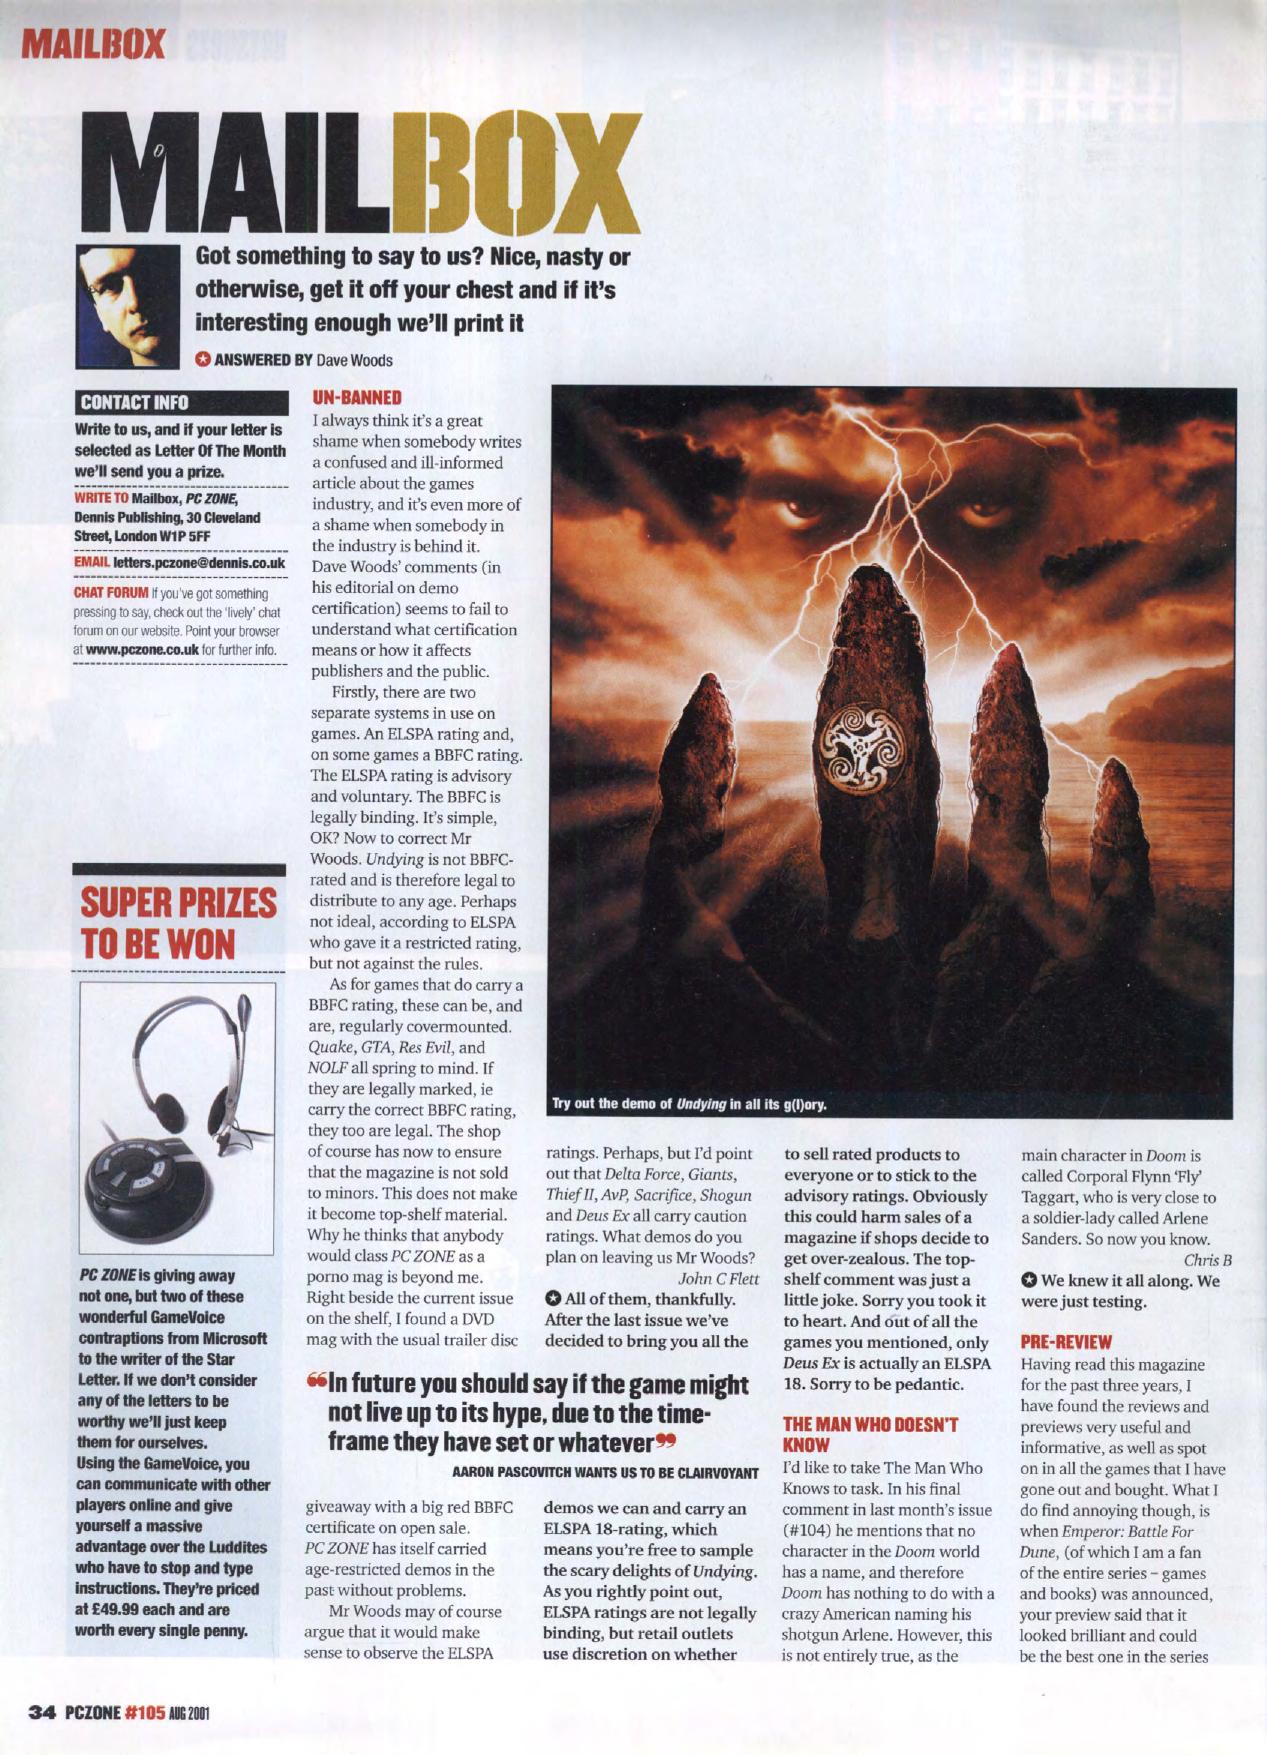 MAILBOX
MAILBOX
Got something to say to us? Nice, nasty or
otherwise, get it off your chest and if it's
interesting enough we'll print it
ANSWERED BY Dave Woods
CONTACT INFO
Write to us, and if your letter is
selected as Letter Of The Month
we'll send you a prize.
WRITE TO Mailbox, PC ZONE,
Dennis Publishing, 30 Cleveland
Street, London W1P 5FF
EMAIL letters.pczone@dennis.co.uk
CHAT FORUM If you've got something
pressing to say, check out the 'lively' chat
forum on our website. Point your browser
at www.pczone.co.uk for further info.
SUPER PRIZES
TO BE WON
PC ZONE is giving away
not one, but two of these
wonderful GameVoice
contraptions from Microsoft
to the writer of the Star
Letter. If we don't consider
any of the letters to be
worthy we'll just keep
them for ourselves.
Using the GameVoice, you
can communicate with other
players online and give
yourself a massive
advantage over the Luddites
who have to stop and type
instructions. They're priced
at £49.99 each and are
worth every single penny.
UN-BANNED
I always think it's a great
shame when somebody writes
a confused and ill-informed
article about the games
industry, and it's even more of
a shame when somebody in
the industry is behind it.
Dave Woods' comments (in
his editorial on demo
certification) seems to fail to
understand what certification
means or how it affects
publishers and the public.
Firstly, there are two
separate systems in use on
games. An ELSPA rating and,
on some games a BBFC rating.
The ELSPA rating is advisory
and voluntary. The BBFC is
legally binding. It's simple,
OK? Now to correct Mr
Woods. Undying is not BBFC-
rated and is therefore legal to
distribute to any age. Perhaps
not ideal, according to ELSPA
who gave it a restricted rating,
but not against the rules.
As for games that do carry a
BBFC rating, these can be, and
are, regularly covermounted.
Quake, GTA, Res Evil, and
NOLF all spring to mind. If
they are legally marked, ie
carry the correct BBFC rating,
they too are legal. The shop
of course has now to ensure
that the magazine is not sold
to minors. This does not make
it become top-shelf material.
Why he thinks that anybody
would class PC ZONE as a
porno mag is beyond me.
Right beside the current issue
on the shelf, I found a DVD
mag with the usual trailer disc
giveaway with a big red BBFC
certificate on open sale.
PC ZONE has itself carried
age-restricted demos in the
past without problems.
Mr Woods may of course
argue that it would make
sense to observe the ELSPA
Try out the demo of Undying in all its g(l)ory.
ratings. Perhaps, but I'd point
out that Delta Force, Giants,
Thief II, AvP, Sacrifice, Shogun
and Deus Ex all carry caution
ratings. What demos do you
plan on leaving us Mr Woods?
John C Flett
All of them, thankfully.
After the last issue we've
decided to bring you all the
demos we can and carry an
ELSPA 18-rating, which
means you're free to sample
the scary delights of Undying.
As you rightly point out,
ELSPA ratings are not legally
binding, but retail outlets
use discretion on whether
"In future you should say if the game might
not live up to its hype, due to the time-
frame they have set or whatever"
AARON PASCOVITCH WANTS US TO BE CLAIRVOYANT
to sell rated products to
everyone or to stick to the
advisory ratings. Obviously
this could harm sales of a
magazine if shops decide to
get over-zealous. The top-
shelf comment was just a
little joke. Sorry you took it
to heart. And out of all the
games you mentioned, only
Deus Ex is actually an ELSPA
18. Sorry to be pedantic.
THE MAN WHO DOESN'T
KNOW
I'd like to take The Man Who
Knows to task. In his final
comment in last month's issue
(#104) he mentions that no
character in the Doom world
has a name, and therefore
Doom has nothing to do with a
crazy American naming his
shotgun Arlene. However, this
is not entirely true, as the
main character in Doom is
called Corporal Flynn 'Fly'
Taggart, who is very close to
a soldier-lady called Arlene
Sanders. So now you know.
Chris B
We knew it all along. We
were just testing.
PRE-REVIEW
Having read this magazine
for the past three years, I
have found the reviews and
previews very useful and
informative, as well as spot
on in all the games that I have
gone out and bought. What I
do find annoying though, is
when Emperor: Battle For
Dune, (of which I am a fan
of the entire series – games
and books) was announced,
your preview said that it
looked brilliant and could
be the best one in the series
34 PCZONE #105 AUG 2001